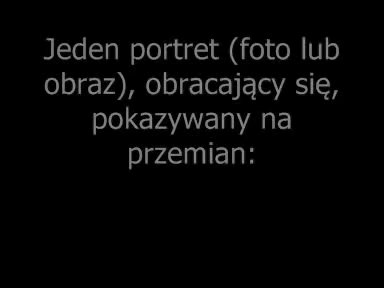 Jeden portret (foto lub
obraz), obracający się,
pokazywany na
przemian: